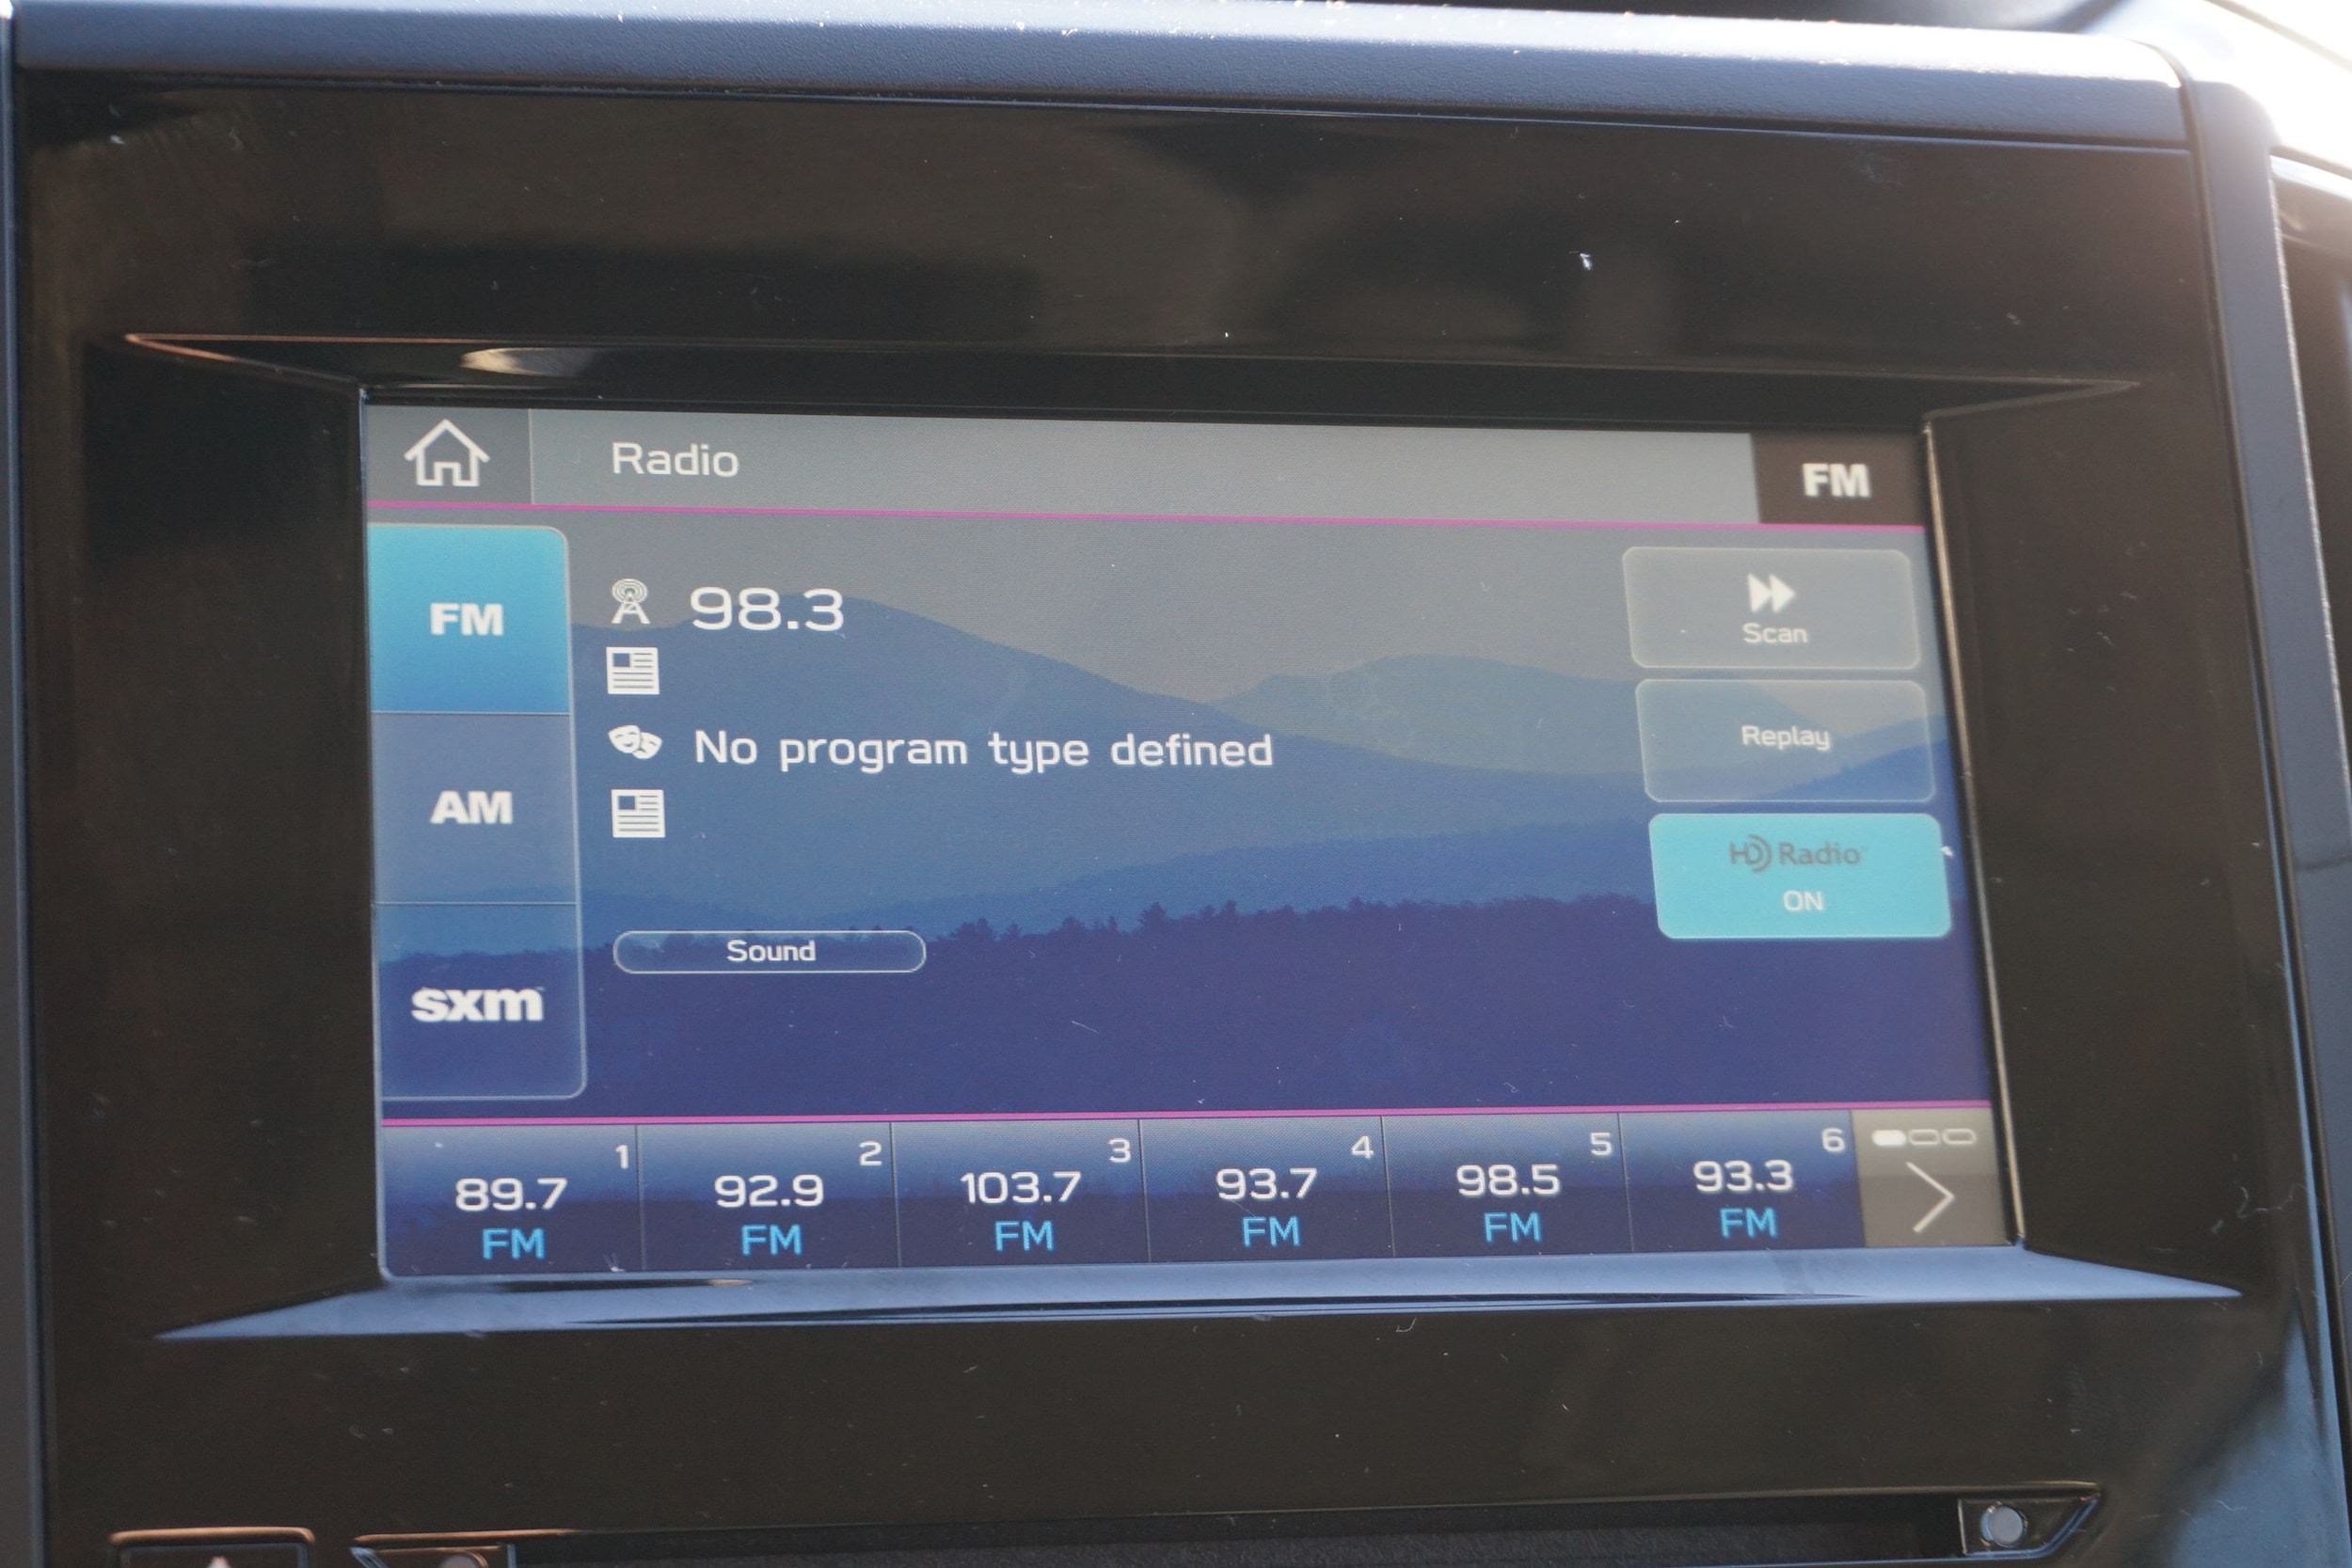 Radio
FM
FM
AM
sxm
98.3
No program type defined
Sound
Scan
Replay
HD Radio
ON
1
89.7
FM
2
92.9
FM
3
103.7
FM
4
93.7
FM
5
98.5
FM
6
93.3
FM